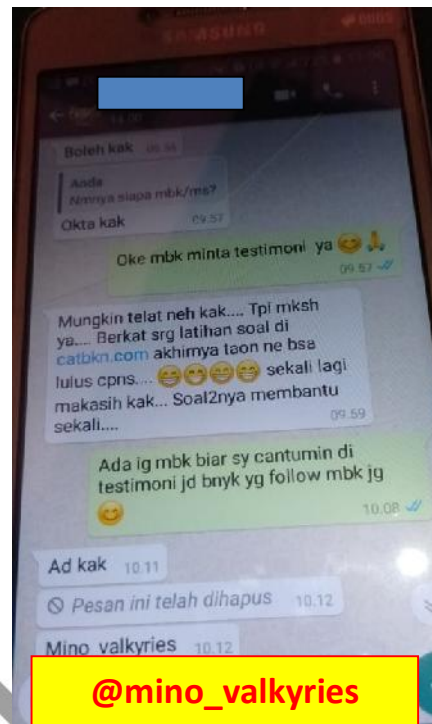 SAMSUNG
Boleh kak
Anda
Nmnya siapa mbk/ms?
Okta kak 09.57
Oke mbk minta testimoni ya 😄🙏
09.57
Mungkin telat neh kak.... Tpi mksh
ya.... Berkat srg latihan soal di
catbkn.com akhirnya taon ne bsa
lulus cpns.... 😁😁😁😁 sekali lagi
makasih kak... Soal2nya membantu
sekali....
09.59
Ada ig mbk biar sy cantumin di
testimoni jd bnyk yg follow mbk jg
😊
10.08
Ad kak 10.11
Pesan ini telah dihapus 10.12
Mino_valkyries 10.12
@mino_valkyries